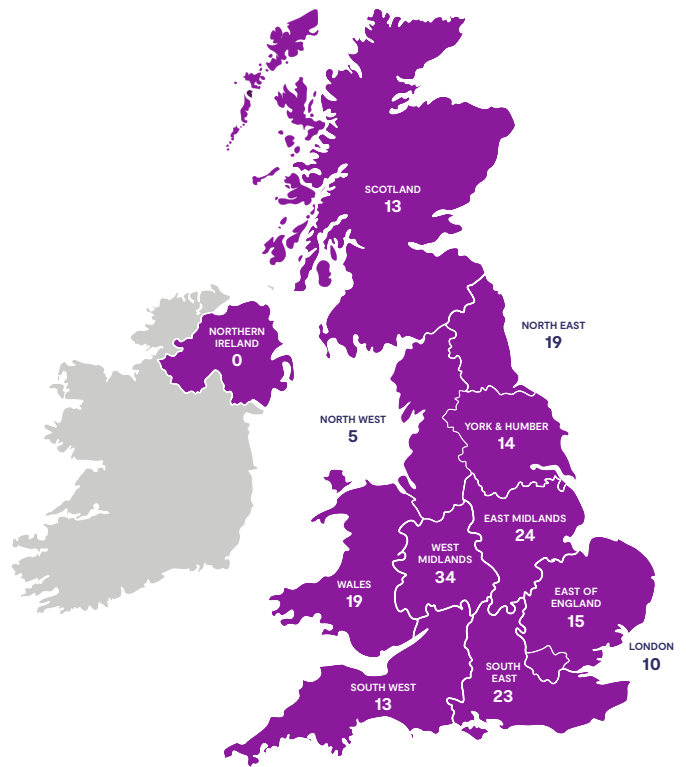 SCOTLAND
13
NORTHERN
IRELAND
0
NORTH EAST
19
NORTH WEST
5
YORK & HUMBER
14
EAST MIDLANDS
24
WEST
MIDLANDS
34
WALES
19
EAST OF
ENGLAND
15
LONDON
10
SOUTH
EAST
23
SOUTH WEST
13